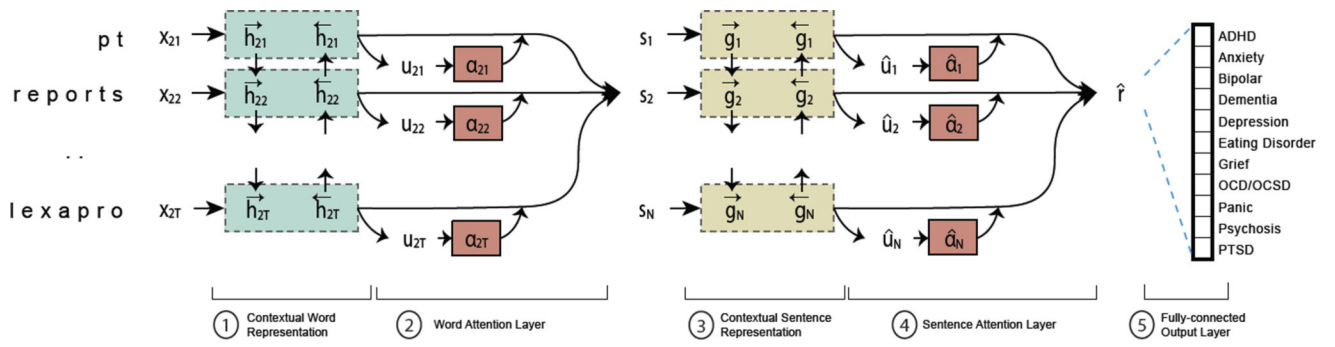 pt x₂₁ h₂₁ h₂₁ u₂₁ α₂₁ s₁ g₁ g₁ û₁ α̂₁
reports x₂₂ h₂₂ h₂₂ u₂₂ α₂₂ s₂ g₂ g₂ û₂ α̂₂ r̂
..
lexapro x₂T h₂T h₂T u₂T α₂T sN gN gN ûN α̂N
ADHD
Anxiety
Bipolar
Dementia
Depression
Eating Disorder
Grief
OCD/OCSD
Panic
Psychosis
PTSD
1 Contextual Word
Representation
2 Word Attention Layer
3 Contextual Sentence
Representation
4 Sentence Attention Layer
5 Fully-connected
Output Layer